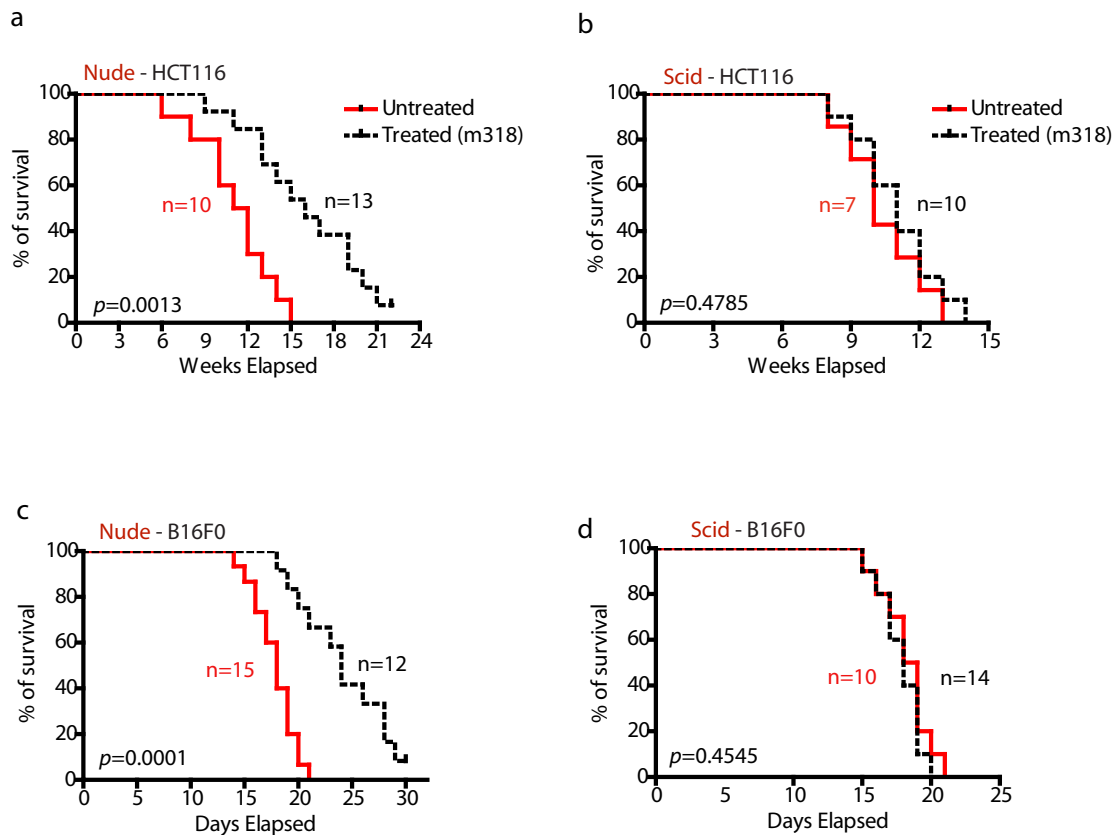 a
Nude - HCT116
Untreated
Treated (m318)
% of survival
100
80
60
40
20
0
n=10
n=13
p=0.0013
0 3 6 9 12 15 18 21 24
Weeks Elapsed
b
Scid - HCT116
Untreated
Treated (m318)
% of survival
100
80
60
40
20
0
n=7
n=10
p=0.4785
0 3 6 9 12 15
Weeks Elapsed
c
Nude - B16F0
% of survival
100
80
60
40
20
0
n=15
n=12
p=0.0001
0 5 10 15 20 25 30
Days Elapsed
d
Scid - B16F0
% of survival
100
80
60
40
20
0
n=10
n=14
p=0.4545
0 5 10 15 20 25
Days Elapsed